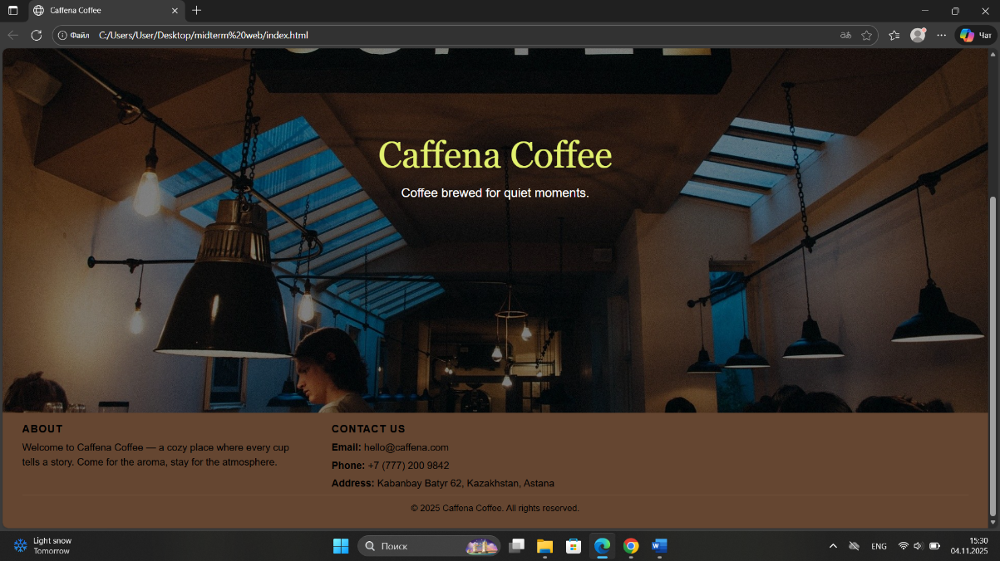 Caffena Coffee
Файл C:/Users/User/Desktop/midterm%20web/index.html
аあ
Чат
Caffena Coffee
Coffee brewed for quiet moments.
ABOUT
Welcome to Caffena Coffee — a cozy place where every cup
tells a story. Come for the aroma, stay for the atmosphere.
CONTACT US
Email: hello@caffena.com
Phone: +7 (777) 200 9842
Address: Kabanbay Batyr 62, Kazakhstan, Astana
© 2025 Caffena Coffee. All rights reserved.
Light snow
Tomorrow
Поиск
ENG
15:30
04.11.2025